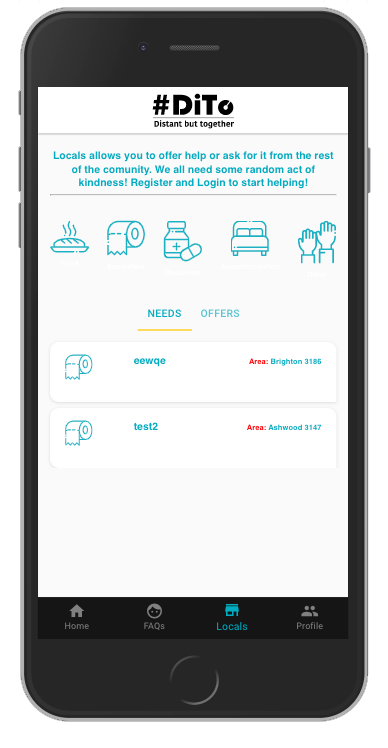 #DiTo
Distant but together
Locals allows you to offer help or ask for it from the rest
of the comunity. We all need some random act of
kindness! Register and Login to start helping!
NEEDS OFFERS
eewqe Area: Brighton 3186
test2 Area: Ashwood 3147
Home FAQs Locals Profile